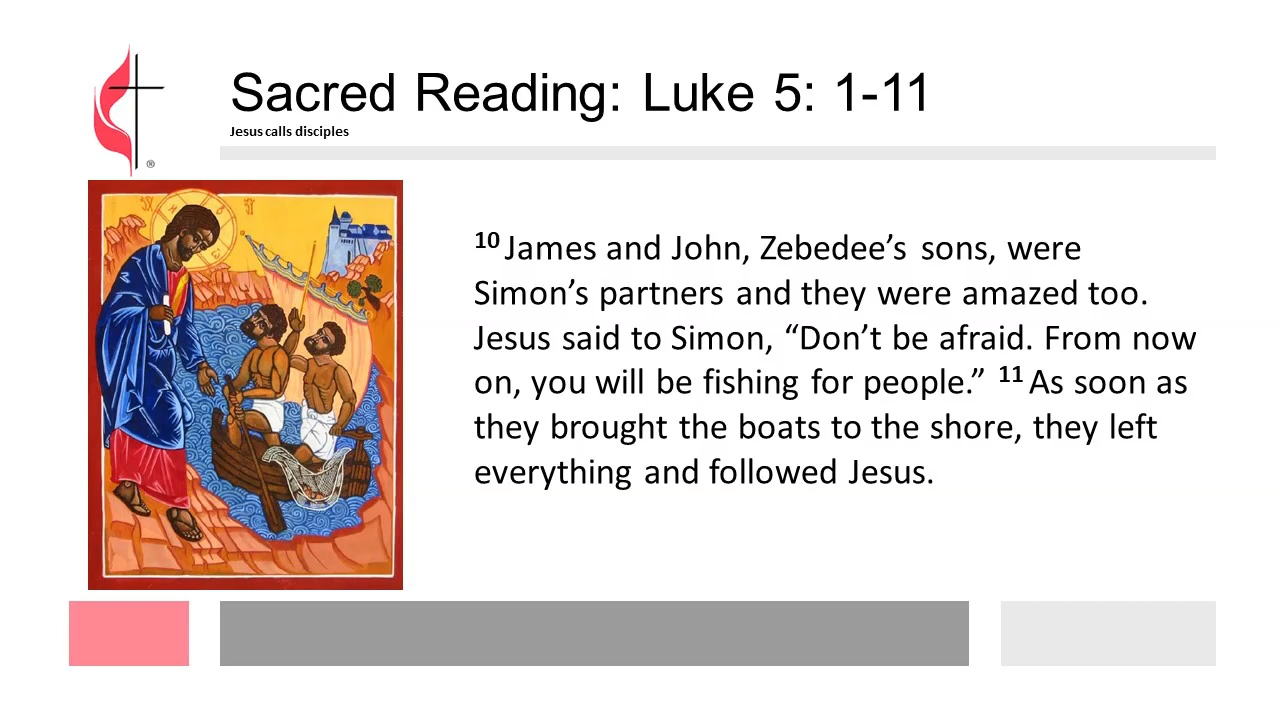 Sacred Reading: Luke 5: 1-11
Jesus calls disciples
®
10 James and John, Zebedee’s sons, were
Simon’s partners and they were amazed too.
Jesus said to Simon, “Don’t be afraid. From now
on, you will be fishing for people.” 11 As soon as
they brought the boats to the shore, they left
everything and followed Jesus.